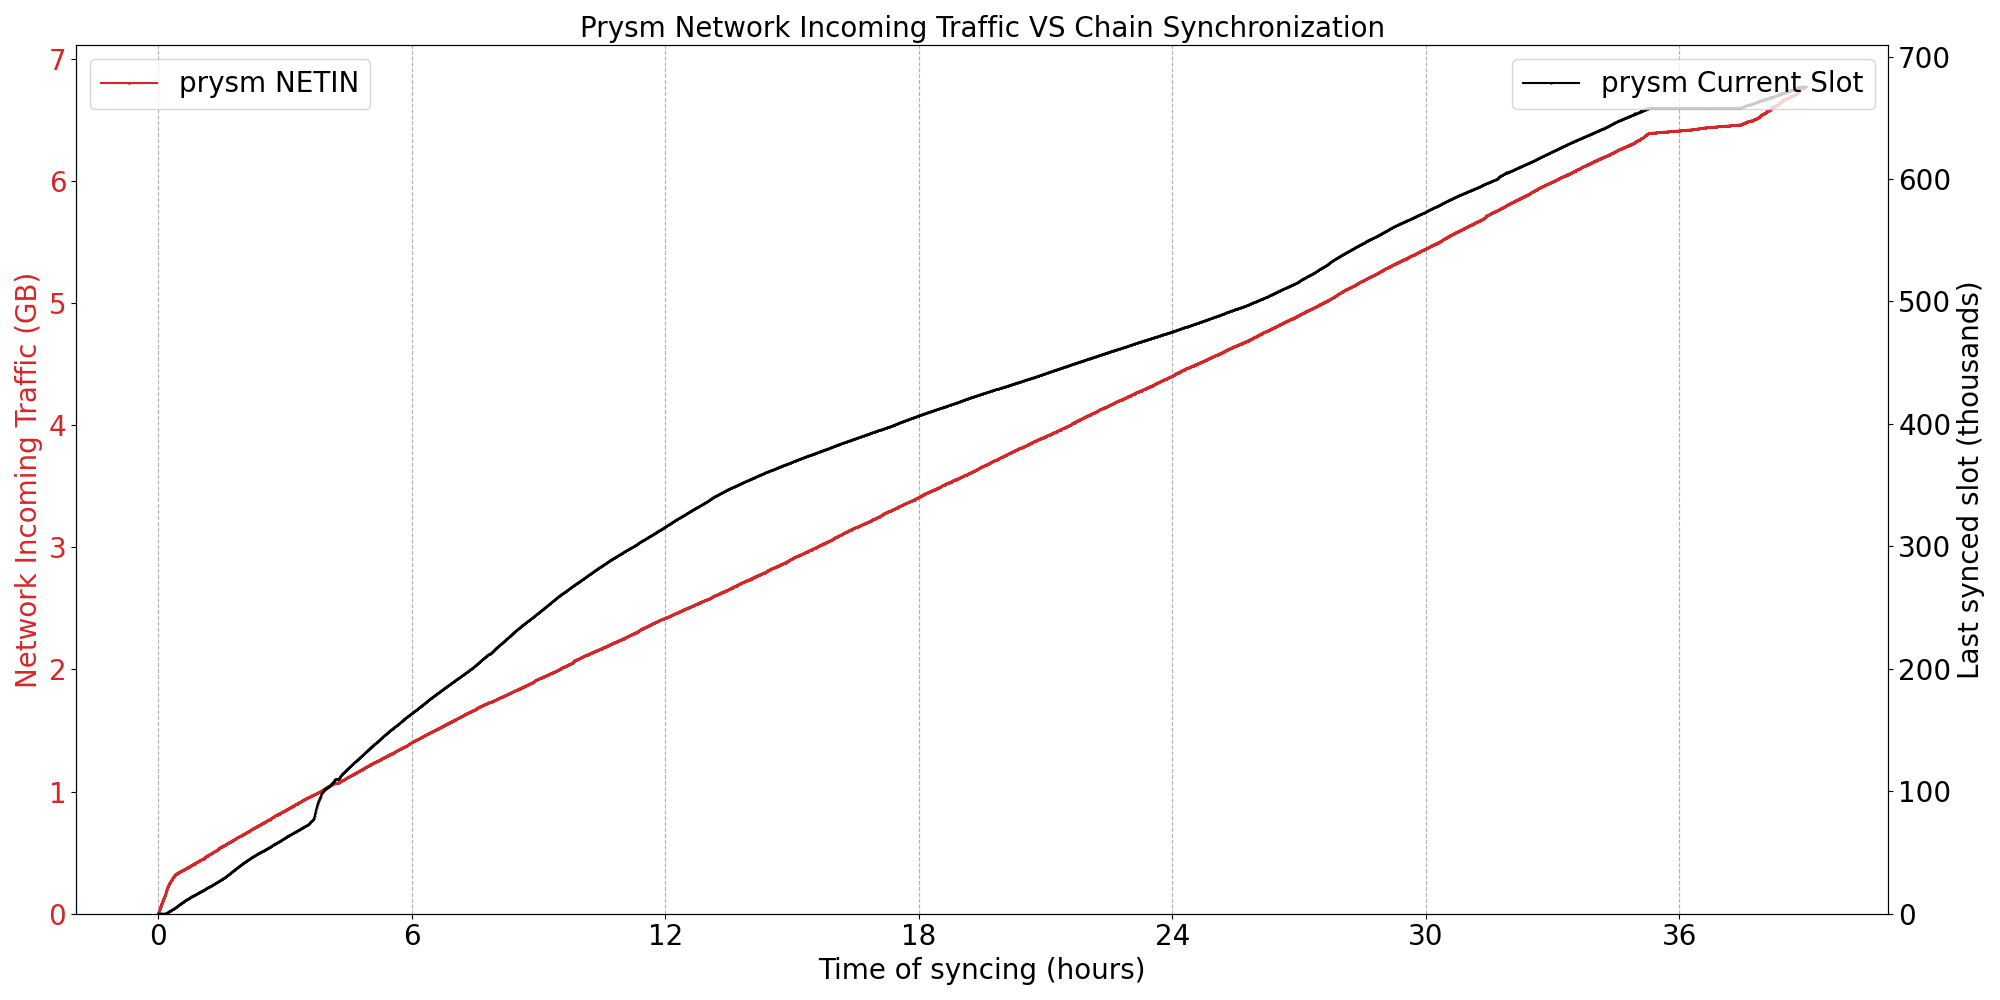 Prysm Network Incoming Traffic VS Chain Synchronization
prysm NETIN
prysm Current Slot
Network Incoming Traffic (GB)
7
6
5
4
3
2
1
0
700
600
500
400
300
200
100
0
Last synced slot (thousands)
0 6 12 18 24 30 36
Time of syncing (hours)